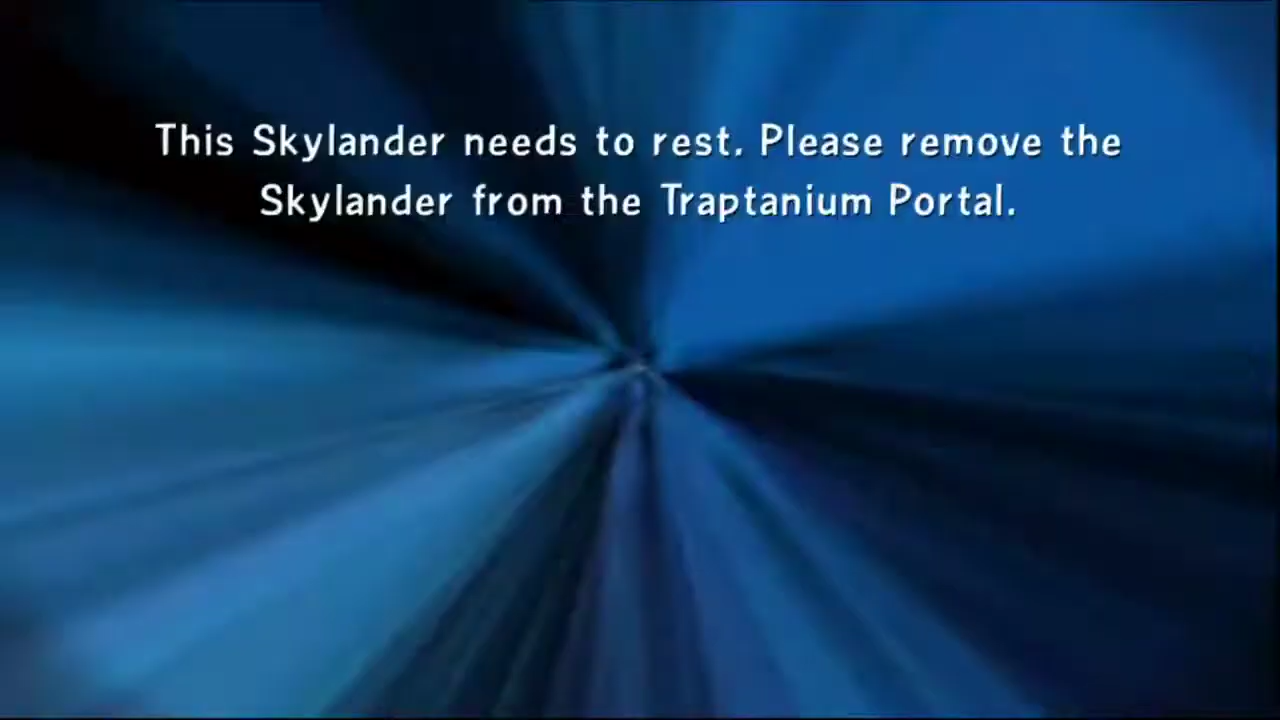 This Skylander needs to rest. Please remove the
Skylander from the Traptanium Portal.